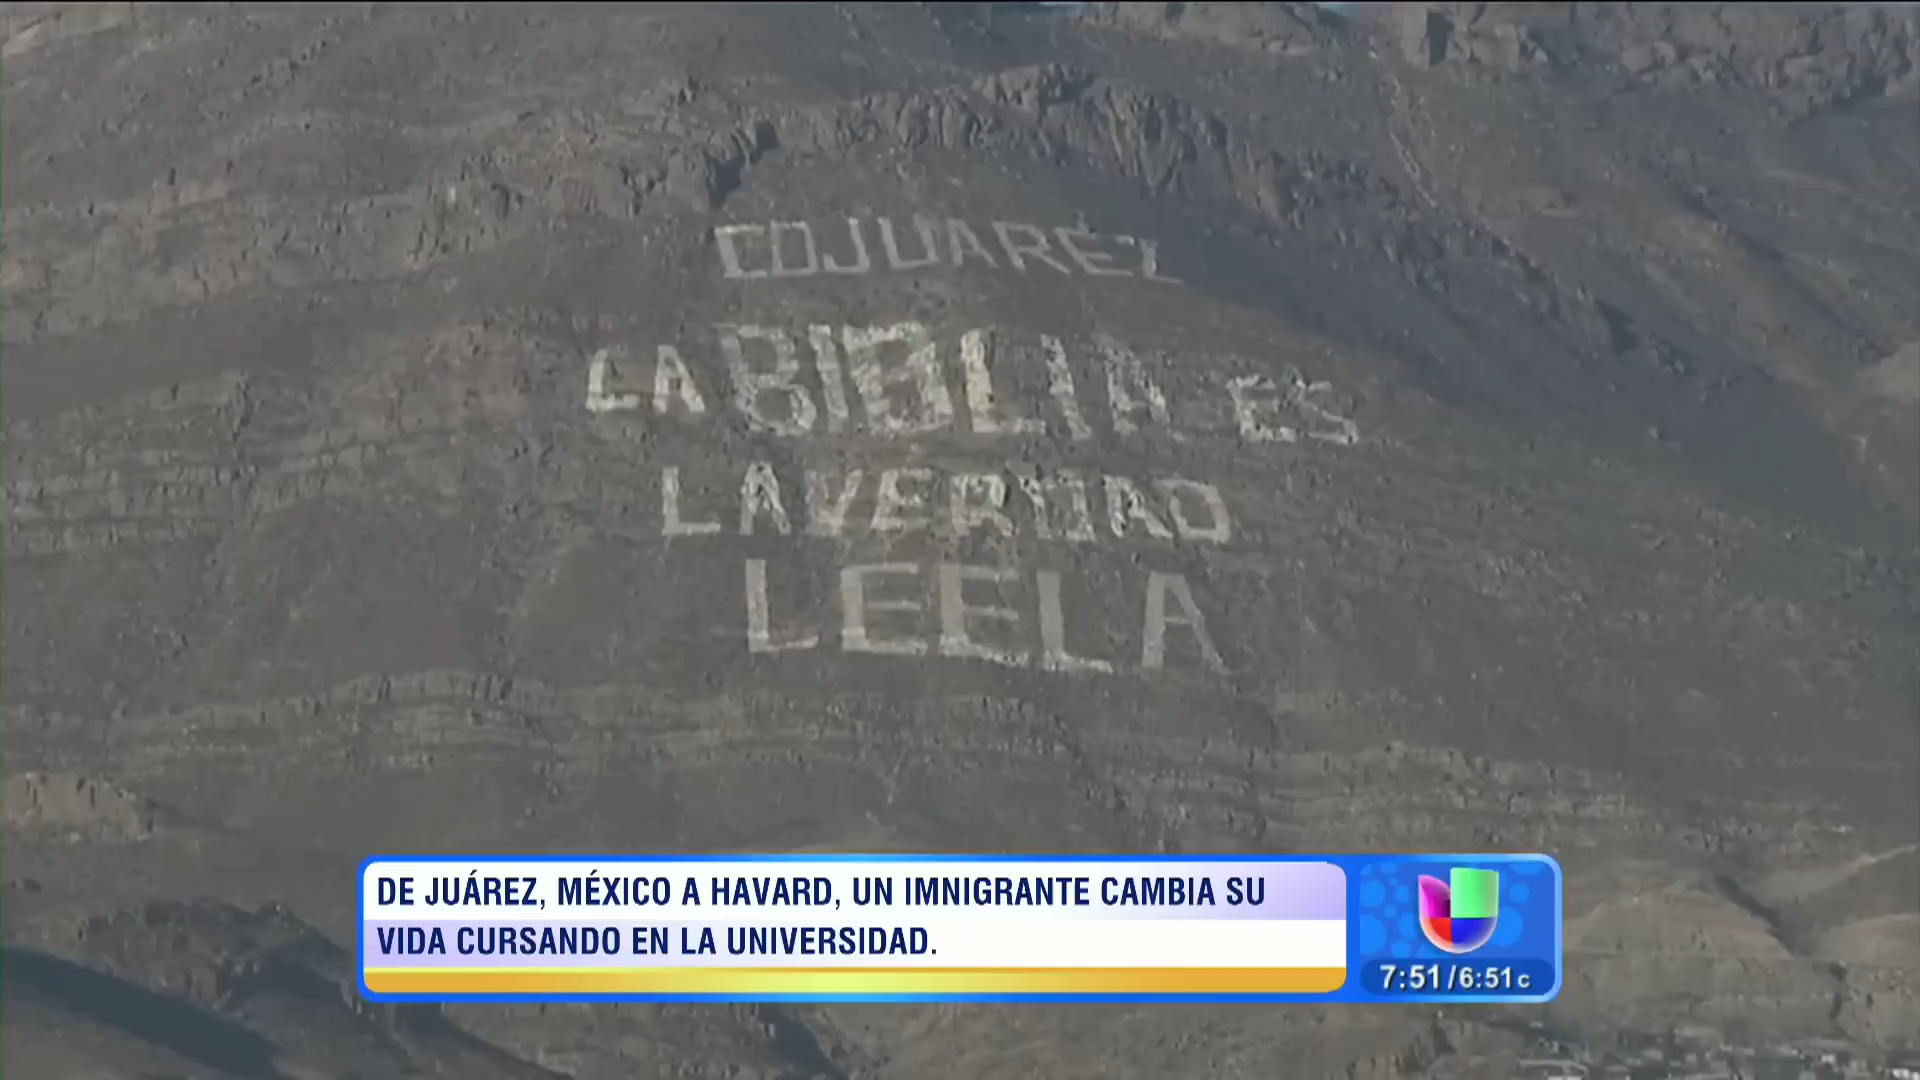 CDJUARÉZ
LA BIBLIA ES
LA VERDAD
LEELA
DE JUÁREZ, MÉXICO A HAVARD, UN IMNIGRANTE CAMBIA SU
VIDA CURSANDO EN LA UNIVERSIDAD.
7:51/6:51c